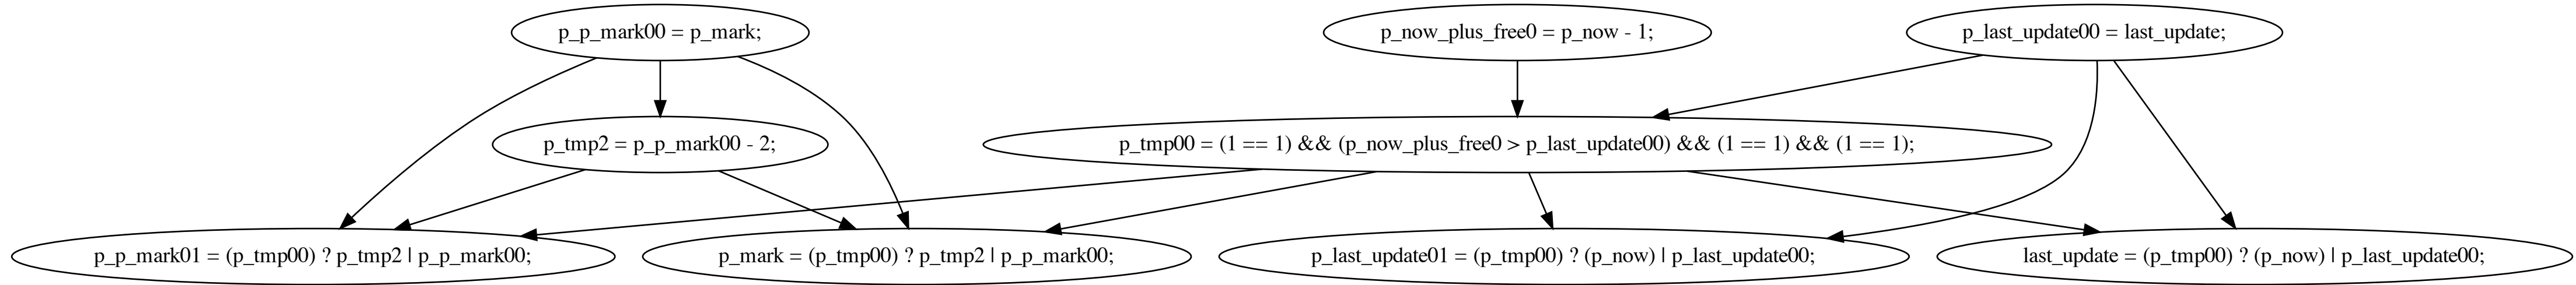 p_p_mark00 = p_mark;
p_now_plus_free0 = p_now - 1;
p_last_update00 = last_update;
p_tmp2 = p_p_mark00 - 2;
p_tmp00 = (1 == 1) && (p_now_plus_free0 > p_last_update00) && (1 == 1) && (1 == 1);
p_p_mark01 = (p_tmp00) ? p_tmp2 | p_p_mark00;
p_mark = (p_tmp00) ? p_tmp2 | p_p_mark00;
p_last_update01 = (p_tmp00) ? (p_now) | p_last_update00;
last_update = (p_tmp00) ? (p_now) | p_last_update00;